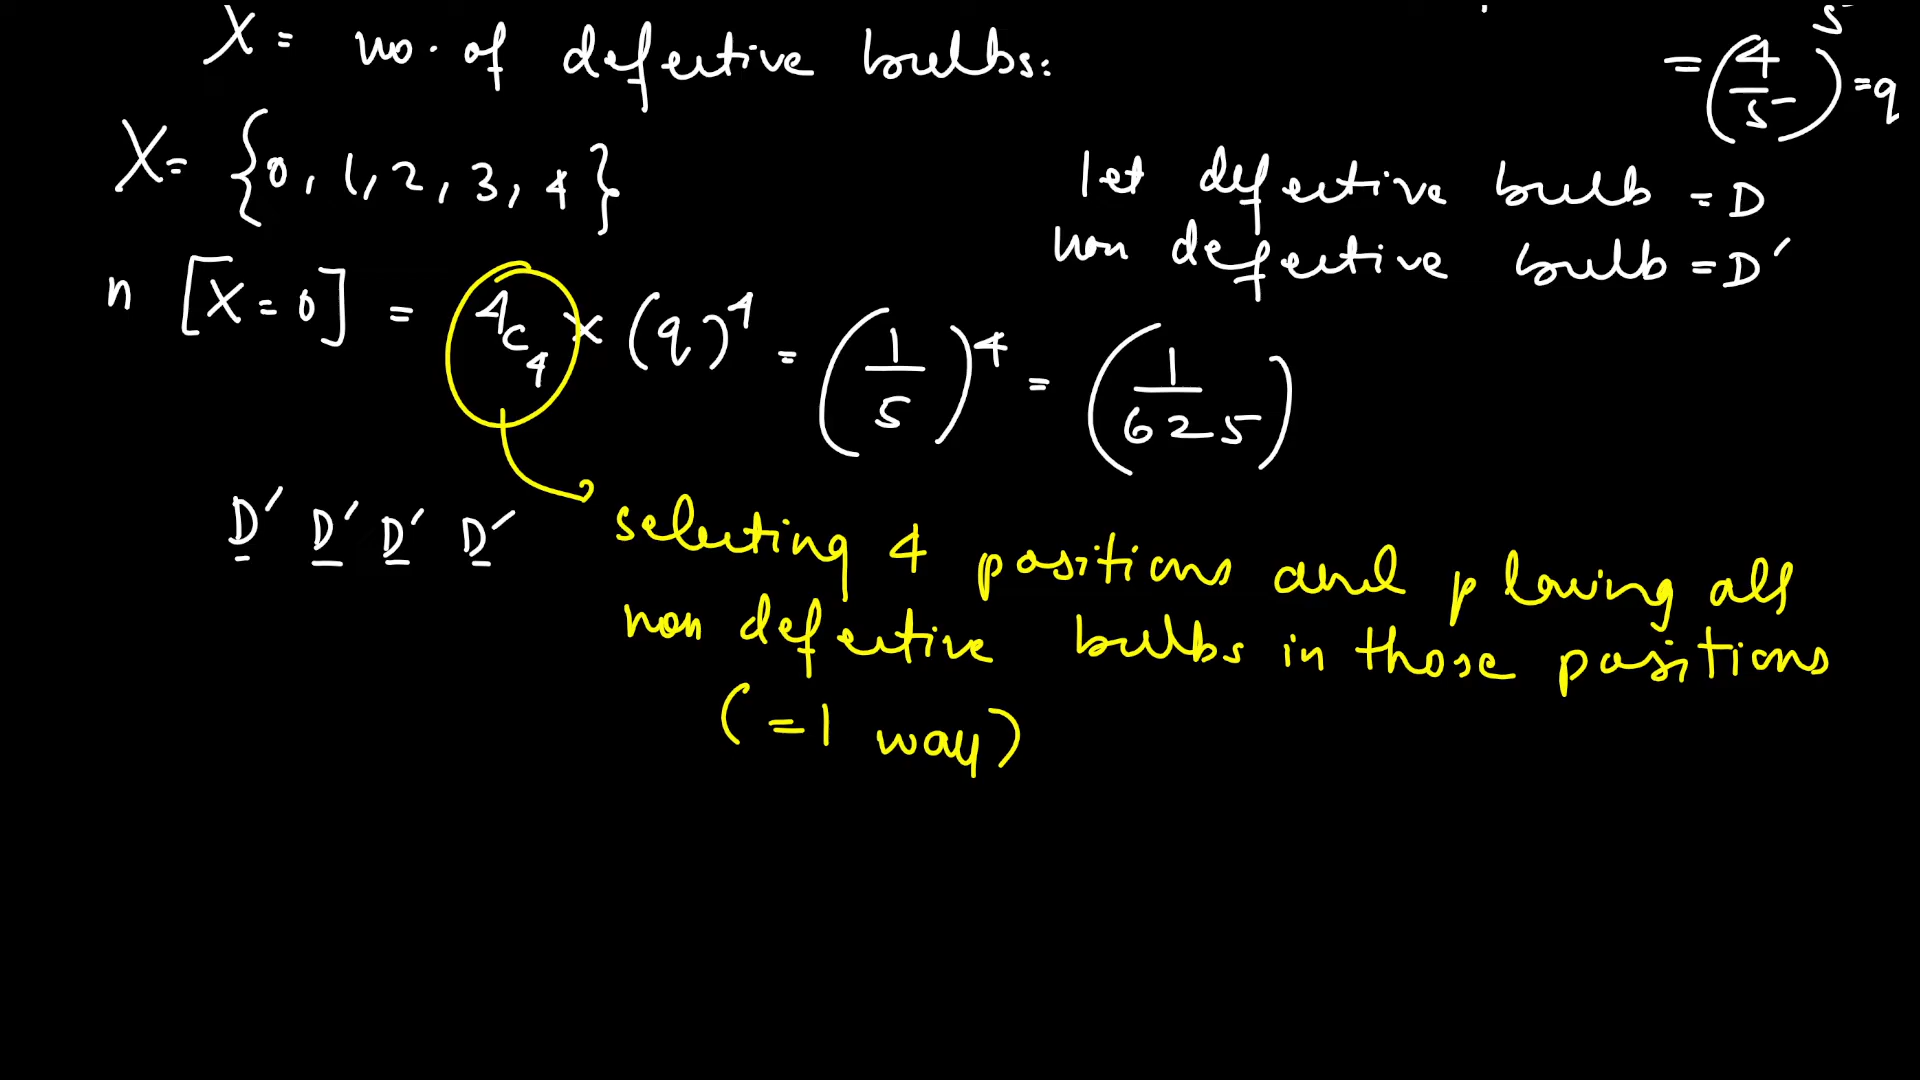 X = no. of defective bulbs.
= (4/5) = q
5
X = {0, 1, 2, 3, 4}
let defective bulb = D
non defective bulb = D′
n [X = 0] = ⁴C₄ × (q)⁴ = (1/5)⁴ = (1/625)
D′ D′ D′ D′
selecting 4 positions and placing all
non defective bulbs in those positions
(=1 way)